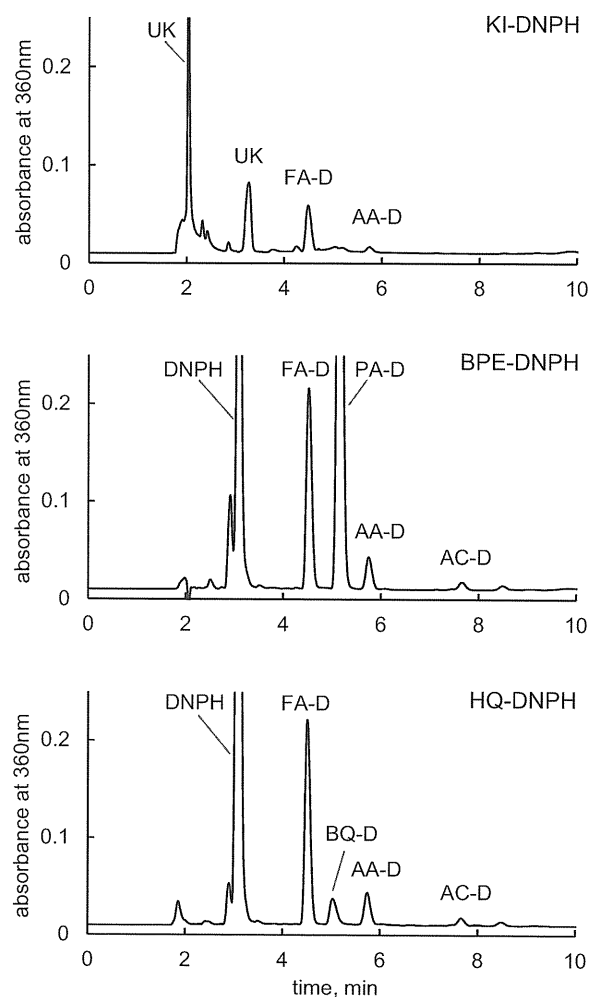 KI-DNPH
UK
UK
FA-D
AA-D
absorbance at 360nm
0.2
0.1
0
0 2 4 6 8 10
BPE-DNPH
DNPH
FA-D
PA-D
AA-D
AC-D
absorbance at 360nm
0.2
0.1
0
0 2 4 6 8 10
HQ-DNPH
DNPH
FA-D
BQ-D
AA-D
AC-D
absorbance at 360nm
0.2
0.1
0
0 2 4 6 8 10
time, min